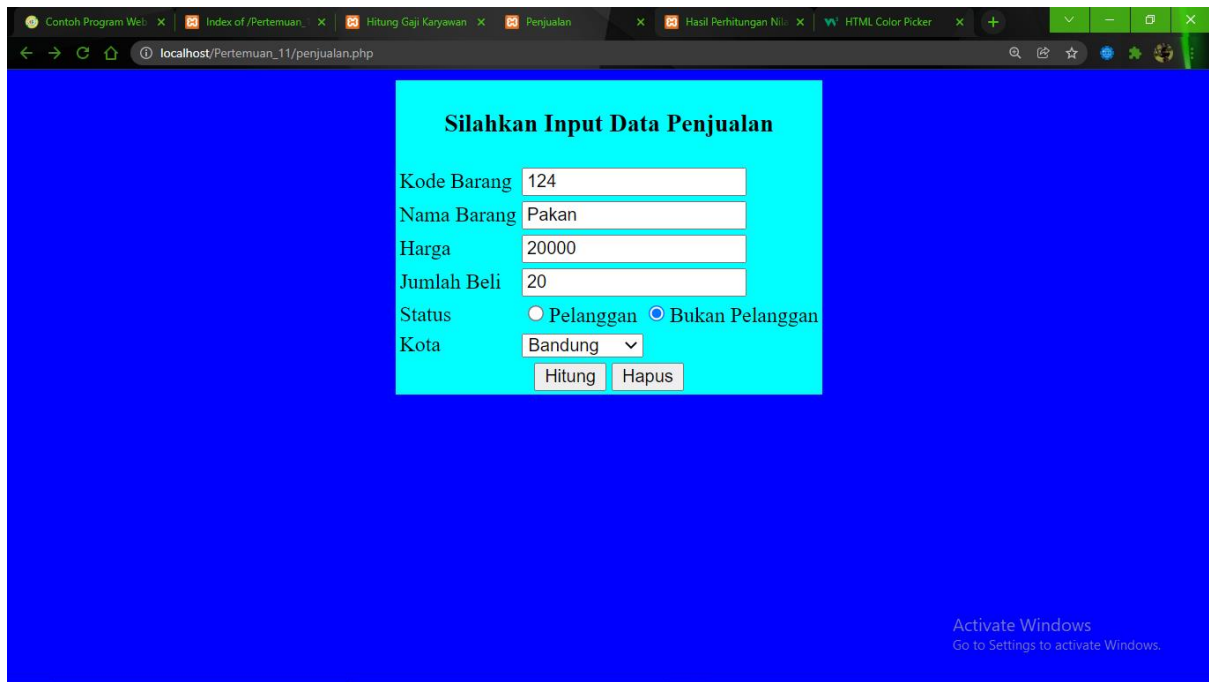 Contoh Program Web
Index of /Pertemuan_1
Hitung Gaji Karyawan
Penjualan
Hasil Perhitungan Nila
HTML Color Picker
localhost/Pertemuan_11/penjualan.php
Silahkan Input Data Penjualan
Kode Barang 124
Nama Barang Pakan
Harga 20000
Jumlah Beli 20
Status Pelanggan Bukan Pelanggan
Kota Bandung
Hitung Hapus
Activate Windows
Go to Settings to activate Windows.